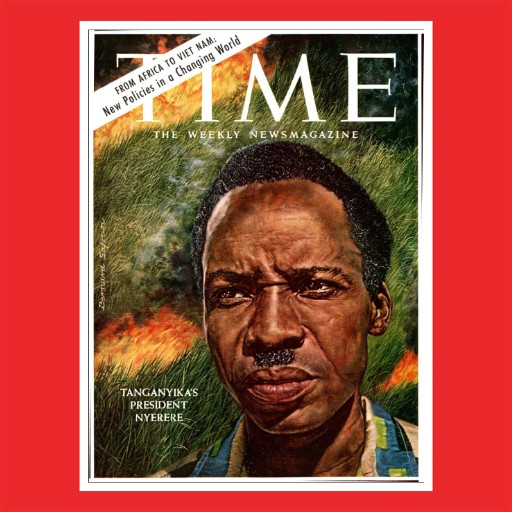 FROM AFRICA TO VIET NAM:
New Policies in a Changing World
TIME
THE WEEKLY NEWSMAGAZINE
TANGANYIKA'S
PRESIDENT
NYERERE